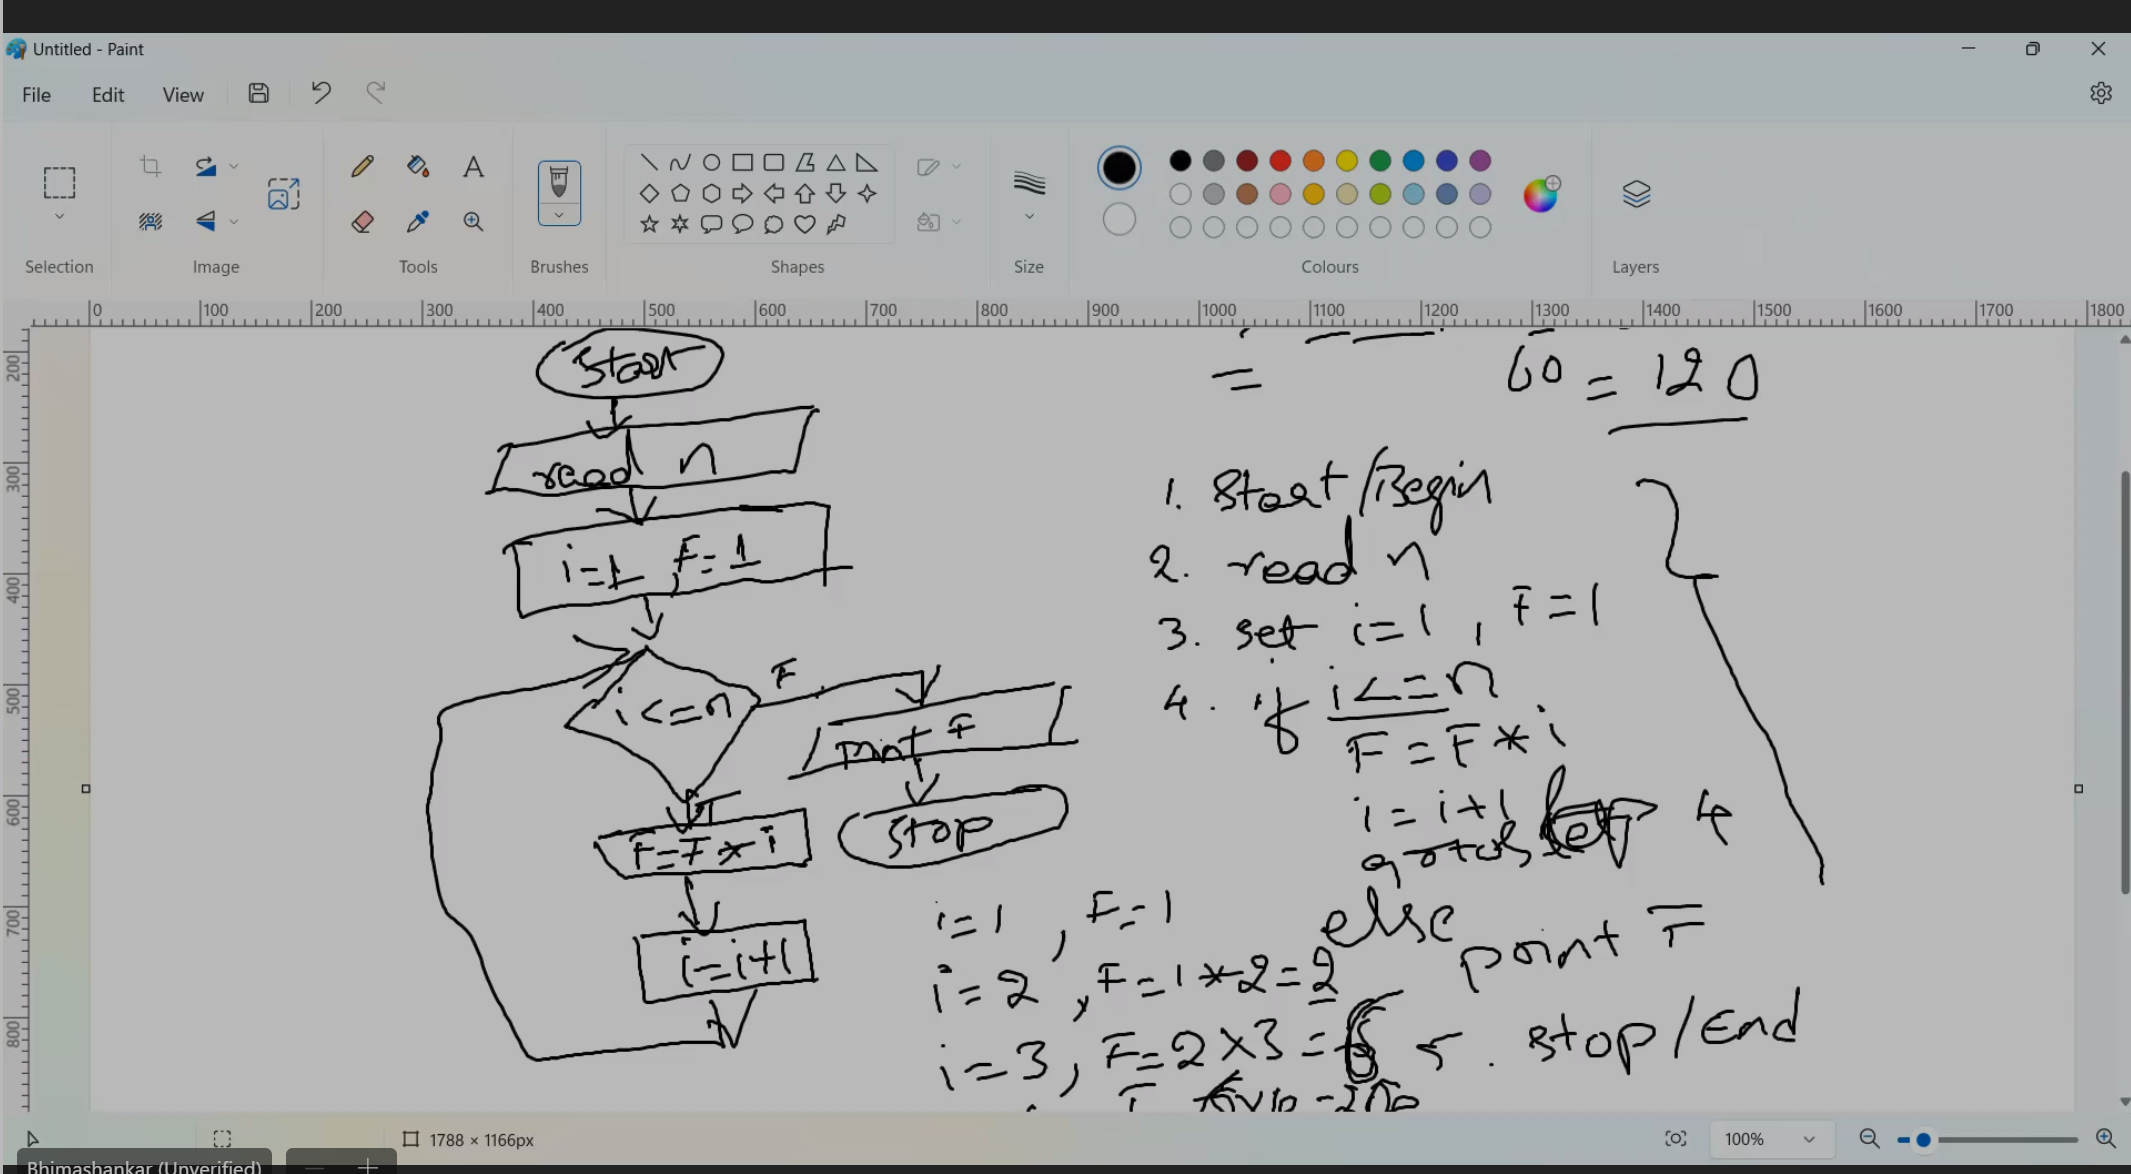 Untitled - Paint
File Edit View
Selection Image Tools Brushes Shapes Size Colours Layers
0 100 200 300 400 500 600 700 800 900 1000 1100 1200 1300 1400 1500 1600 1700 1800
200
300
400
500
600
700
800
start
read n
i=1, F=1
i<=n
F
print F
stop
T
F=F*i
i=i+1
=
60 = 120
1. Start/Begin
2. read n
3. set i=1, F=1
4. if i<=n
F=F*i
i=i+1
goto step 4
else
print F
5. stop/End
i=1, F=1
i=2, F=1*2=2
i=3, F=2×3=6
1788 × 1166px
100%
Bhimashankar (Unverified)